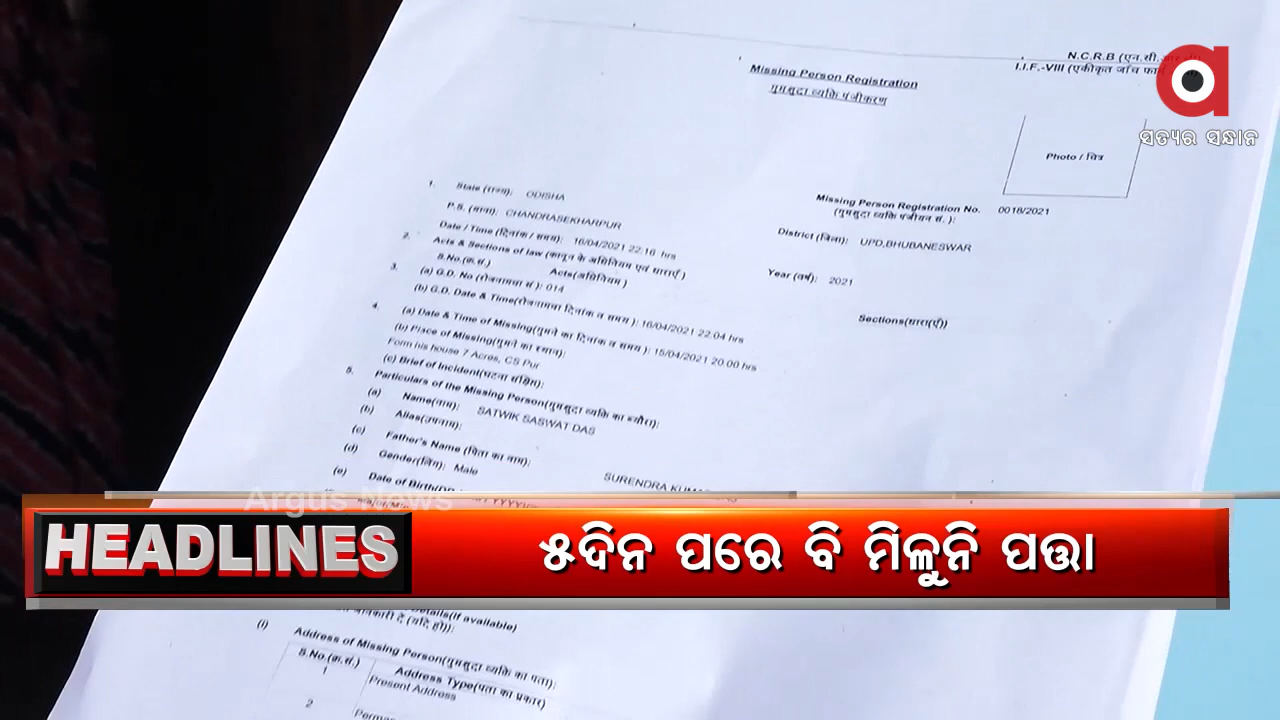 N.C.R.B (एन.सी.आर.बी)
I.I.F.-VIII (एकीकृत जाँच फार्म
Missing Person Registration
गुमशुदा व्यक्ति पंजीकरण
ସତ୍ୟର ସନ୍ଧାନ
Photo / चित्र
1. State (राज्य): ODISHA
Missing Person Registration No. 0018/2021
(गुमशुदा व्यक्ति पंजीयन सं. ):
P.S. (थाना): CHANDRASEKHARPUR
District (जिला): UPD,BHUBANESWAR
Date / Time (दिनांक / समय): 16/04/2021 22:16 hrs
Year (वर्ष): 2021
2. Acts & Sections of law (कानून के अधिनियम एवं धाराएँ )
S.No.(क्र.सं.) Acts(अधिनियम )
Sections(धारा(एँ))
3. (a) G.D. No (रोजनामचा सं ): 014
(b) G.D. Date & Time(रोजनामचा दिनांक व समय ): 16/04/2021 22:04 hrs
4. (a) Date & Time of Missing(गुमने का दिनांक व समय ): 15/04/2021 20:00 hrs
(b) Place of Missing(गुमने का स्थान):
Form his house 7 Acres, CS Pur
(c) Brief of Incident(घटना संक्षिप्त):
5. Particulars of the Missing Person(गुमशुदा व्यक्ति का ब्यौरा):
(a) Name(नाम): SATWIK SASWAT DAS
(b) Alias(उपनाम):
(c) Father's Name (पिता का नाम):
SURENDRA KUMAR
(d) Gender(लिंग): Male
(e) Date of Birth
Argus News
HEADLINES
୫ଦିନ ପରେ ବି ମିଳୁନି ପତ୍ତା
Details(if available)
जानकारी दें (यदि हो)):
(i) Address of Missing Person(गुमशुदा व्यक्ति का पता):
S.No.(क्र.सं.) Address Type(पता का प्रकार)
1 Present Address
2